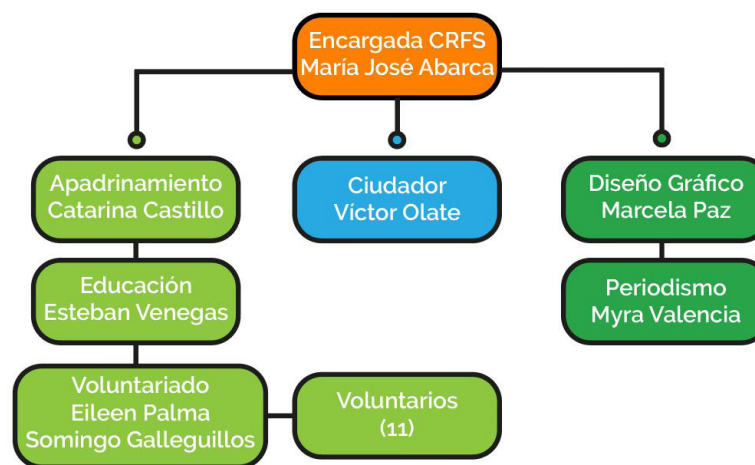 Encargada CRFS
María José Abarca
Apadrinamiento
Catarina Castillo
Ciudador
Víctor Olate
Diseño Gráfico
Marcela Paz
Educación
Esteban Venegas
Periodismo
Myra Valencia
Voluntariado
Eileen Palma
Somingo Galleguillos
Voluntarios
(11)